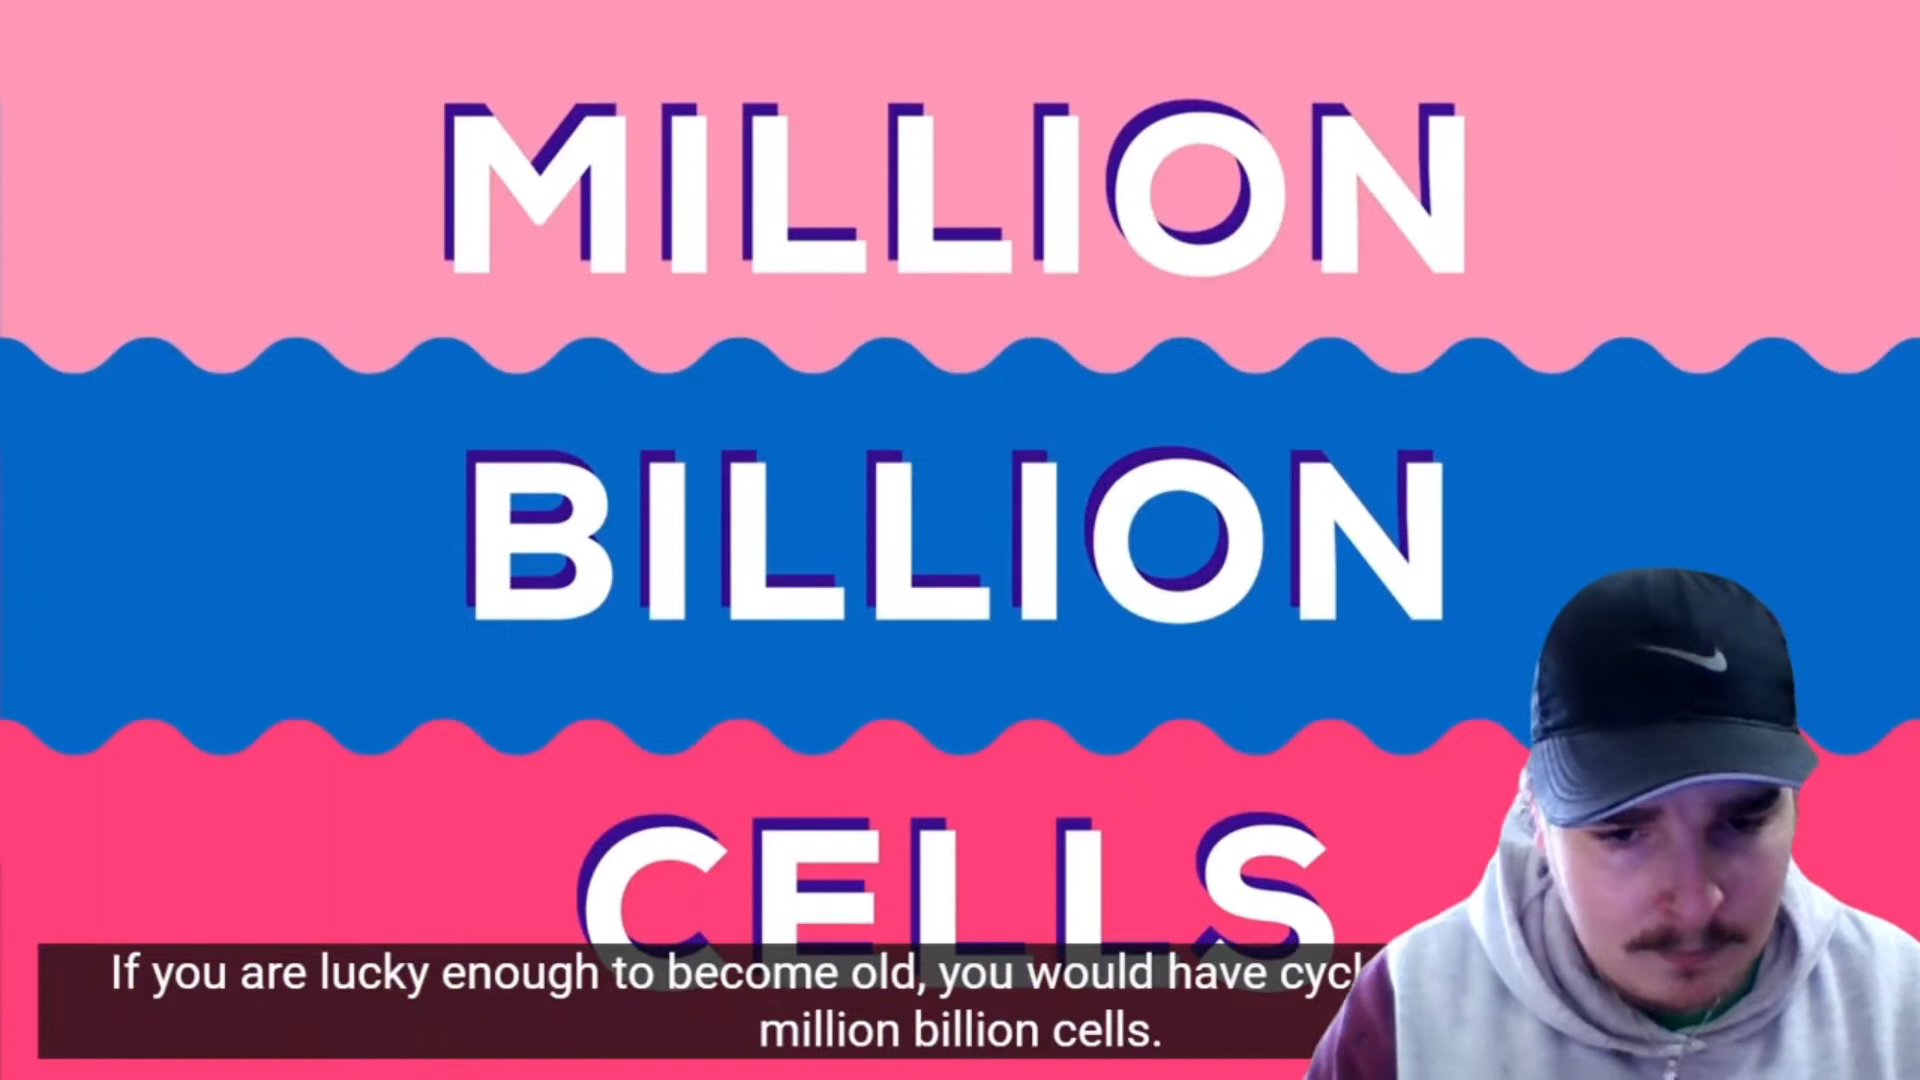 MILLION
BILLION
CELLS
If you are lucky enough to become old, you would have
million billion cells.